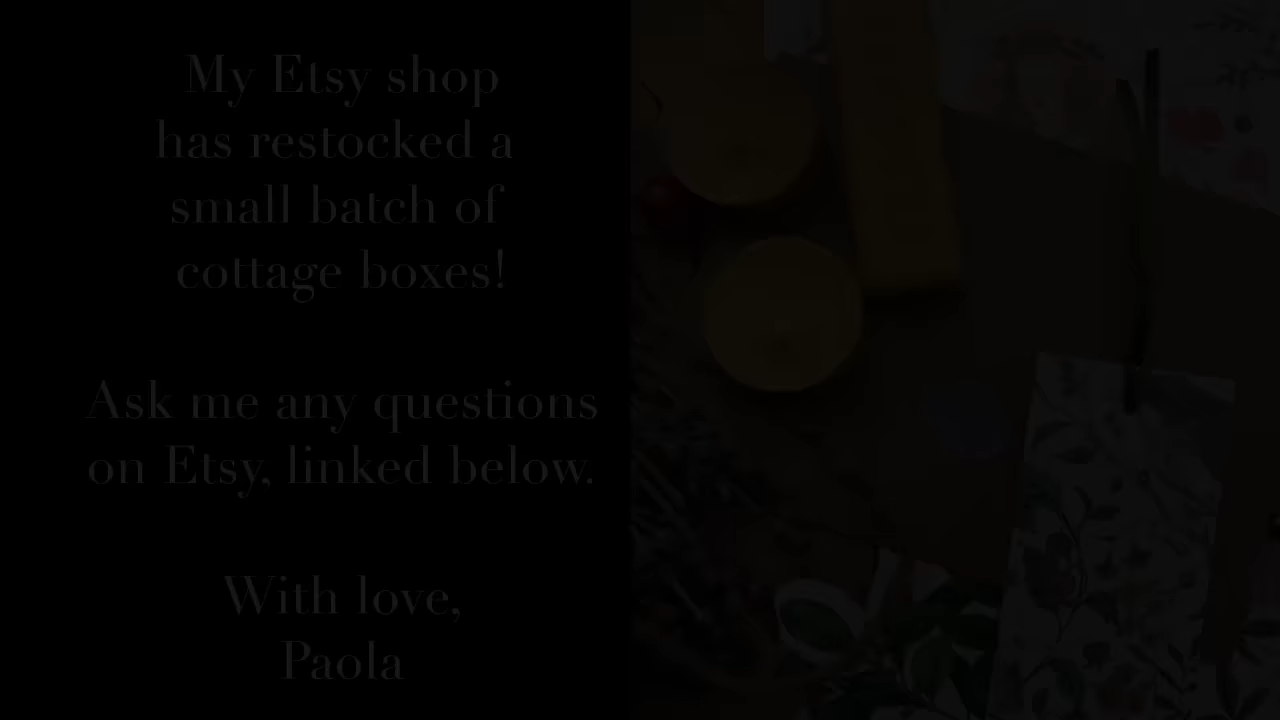 My Etsy shop
has restocked a
small batch of
cottage boxes!
Ask me any questions
on Etsy, linked below.
With love,
Paola